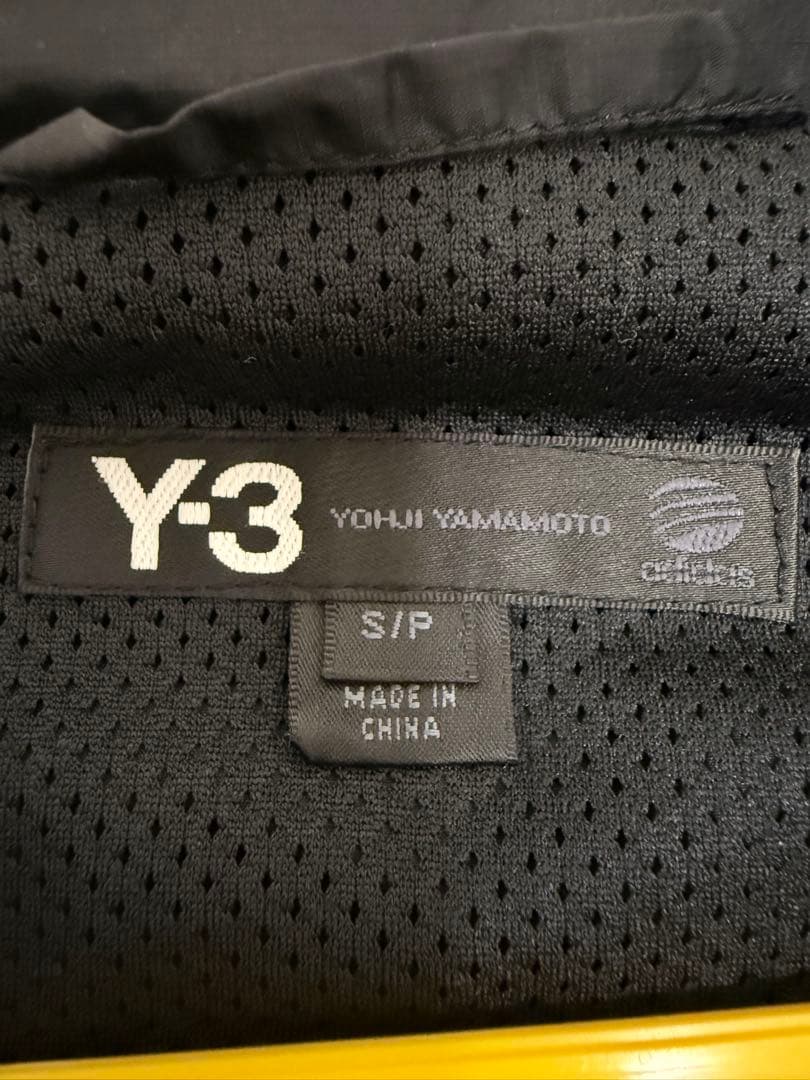 Y-3 YOHJI YAMAMOTO adidas
S/P
MADE IN
CHINA